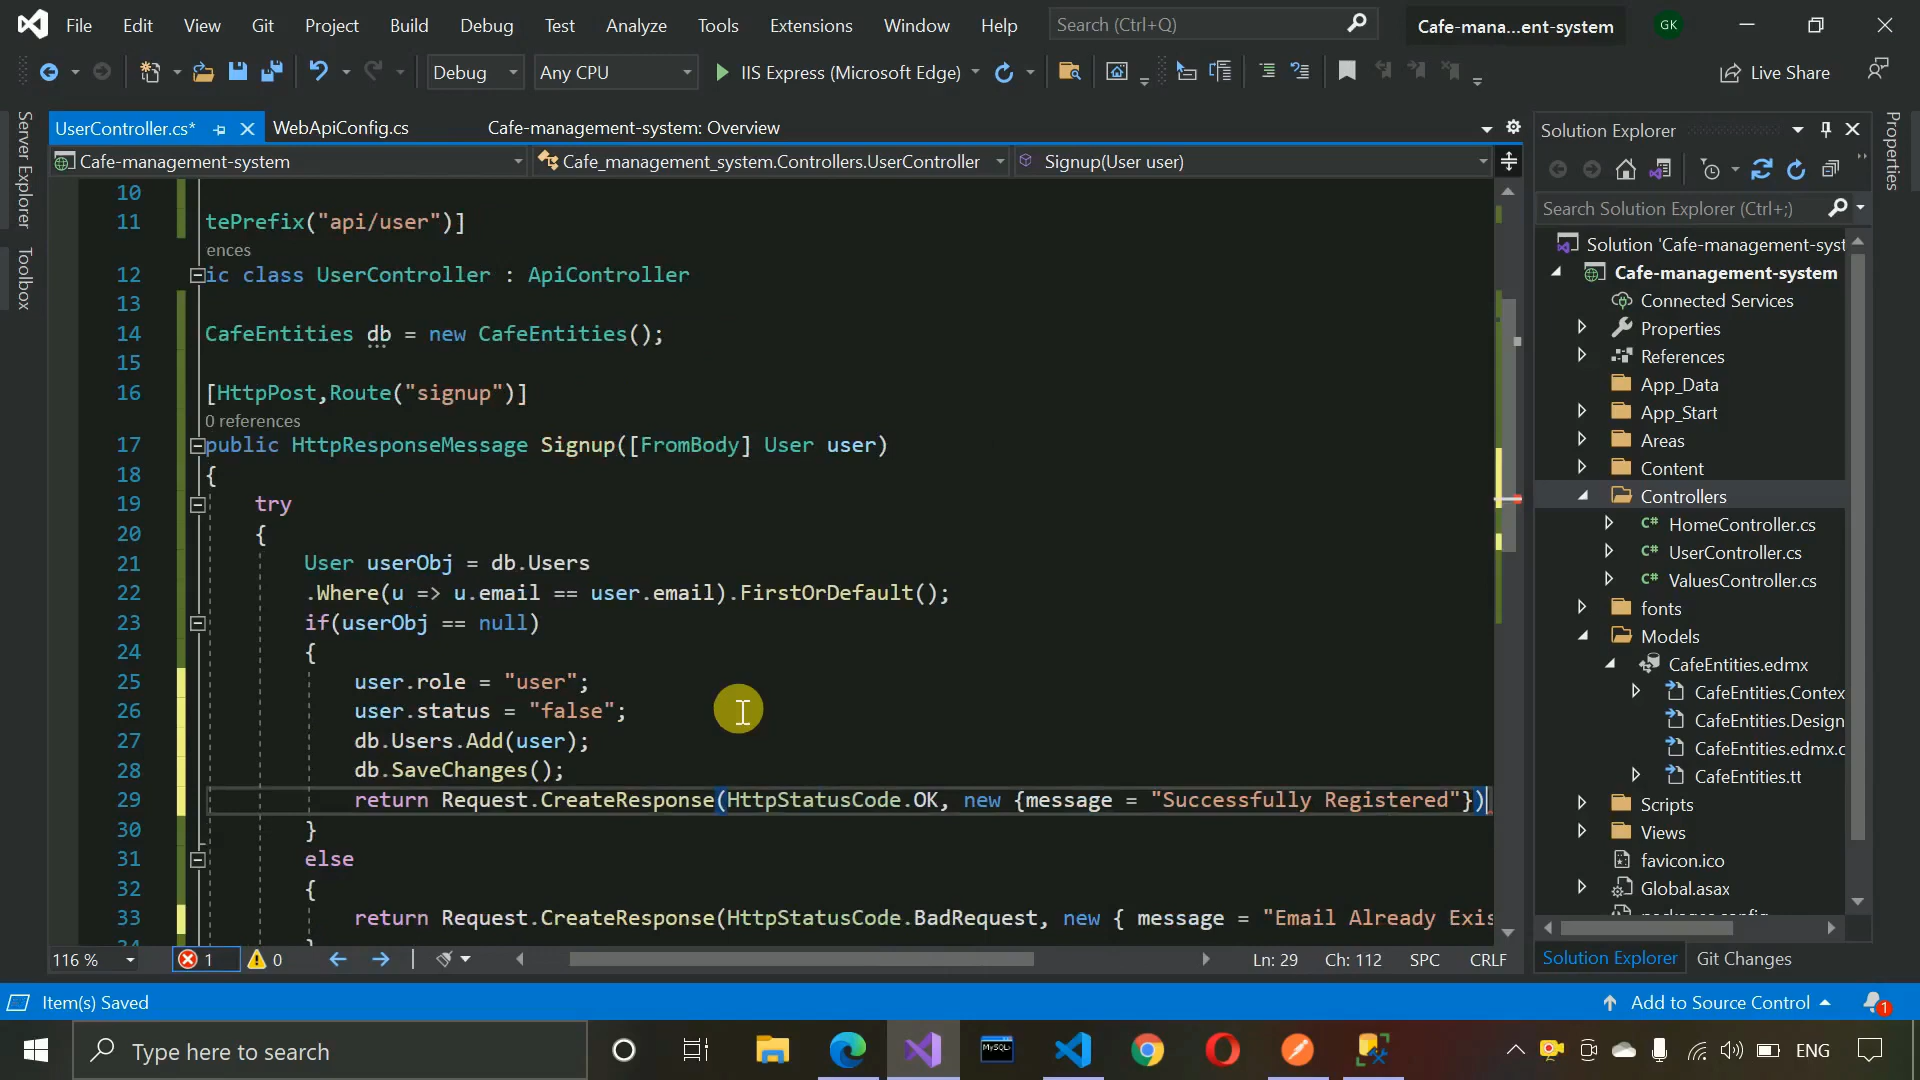 File Edit View Git Project Build Debug Test Analyze Tools Extensions Window Help Search (Ctrl+Q) Cafe-mana...ent-system GK
Debug Any CPU IIS Express (Microsoft Edge) Live Share
UserController.cs* WebApiConfig.cs Cafe-management-system: Overview
Cafe-management-system Cafe_management_system.Controllers.UserController Signup(User user)
Server Explorer
Toolbox
10
11 tePrefix("api/user")]
ences
12 ic class UserController : ApiController
13
14 CafeEntities db = new CafeEntities();
15
16 [HttpPost,Route("signup")]
0 references
17 public HttpResponseMessage Signup([FromBody] User user)
18 {
19 try
20 {
21 User userObj = db.Users
22 .Where(u => u.email == user.email).FirstOrDefault();
23 if(userObj == null)
24 {
25 user.role = "user";
26 user.status = "false";
27 db.Users.Add(user);
28 db.SaveChanges();
29 return Request.CreateResponse(HttpStatusCode.OK, new {message = "Successfully Registered"})
30 }
31 else
32 {
33 return Request.CreateResponse(HttpStatusCode.BadRequest, new { message = "Email Already Exis
116 % 1 0 Ln: 29 Ch: 112 SPC CRLF
Solution Explorer
Search Solution Explorer (Ctrl+;)
Solution 'Cafe-management-syst
Cafe-management-system
Connected Services
Properties
References
App_Data
App_Start
Areas
Content
Controllers
HomeController.cs
UserController.cs
ValuesController.cs
fonts
Models
CafeEntities.edmx
CafeEntities.Contex
CafeEntities.Design
CafeEntities.edmx.c
CafeEntities.tt
Scripts
Views
favicon.ico
Global.asax
Solution Explorer Git Changes
Properties
Item(s) Saved Add to Source Control 1
Type here to search MySQL ENG